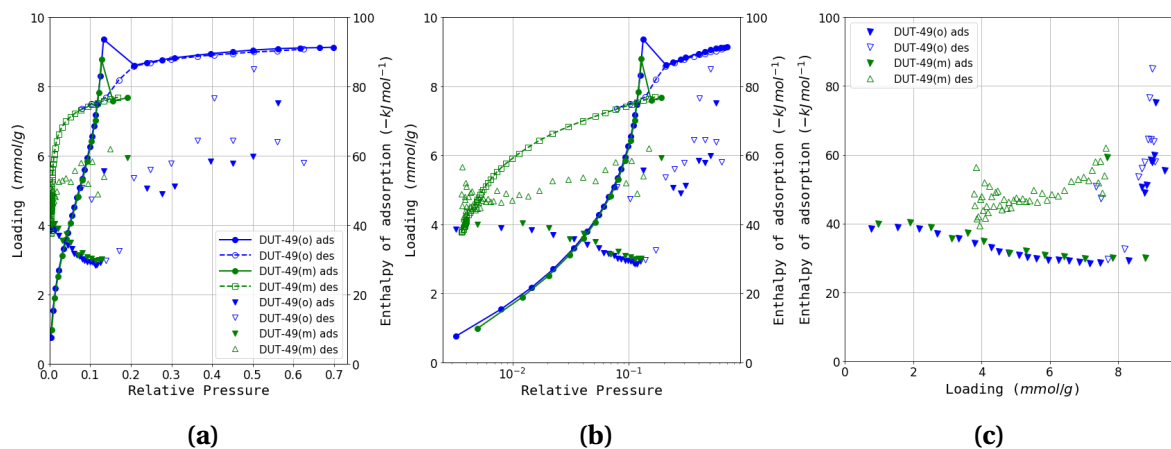 10
8
6
4
2
0
Loading (mmol/g)
0.0 0.1 0.2 0.3 0.4 0.5 0.6 0.7
Relative Pressure
100
80
60
40
20
0
Enthalpy of adsorption (−kJ/mol⁻¹)
DUT-49(o) ads
DUT-49(o) des
DUT-49(m) ads
DUT-49(m) des
DUT-49(o) ads
DUT-49(o) des
DUT-49(m) ads
DUT-49(m) des
(a)
10
8
6
4
2
0
Loading (mmol/g)
10⁻² 10⁻¹
Relative Pressure
100
80
60
40
20
0
Enthalpy of adsorption (−kJ/mol⁻¹)
(b)
100
80
60
40
20
0
Enthalpy of adsorption (−kJ/mol⁻¹)
0 2 4 6 8
Loading (mmol/g)
DUT-49(o) ads
DUT-49(o) des
DUT-49(m) ads
DUT-49(m) des
(c)